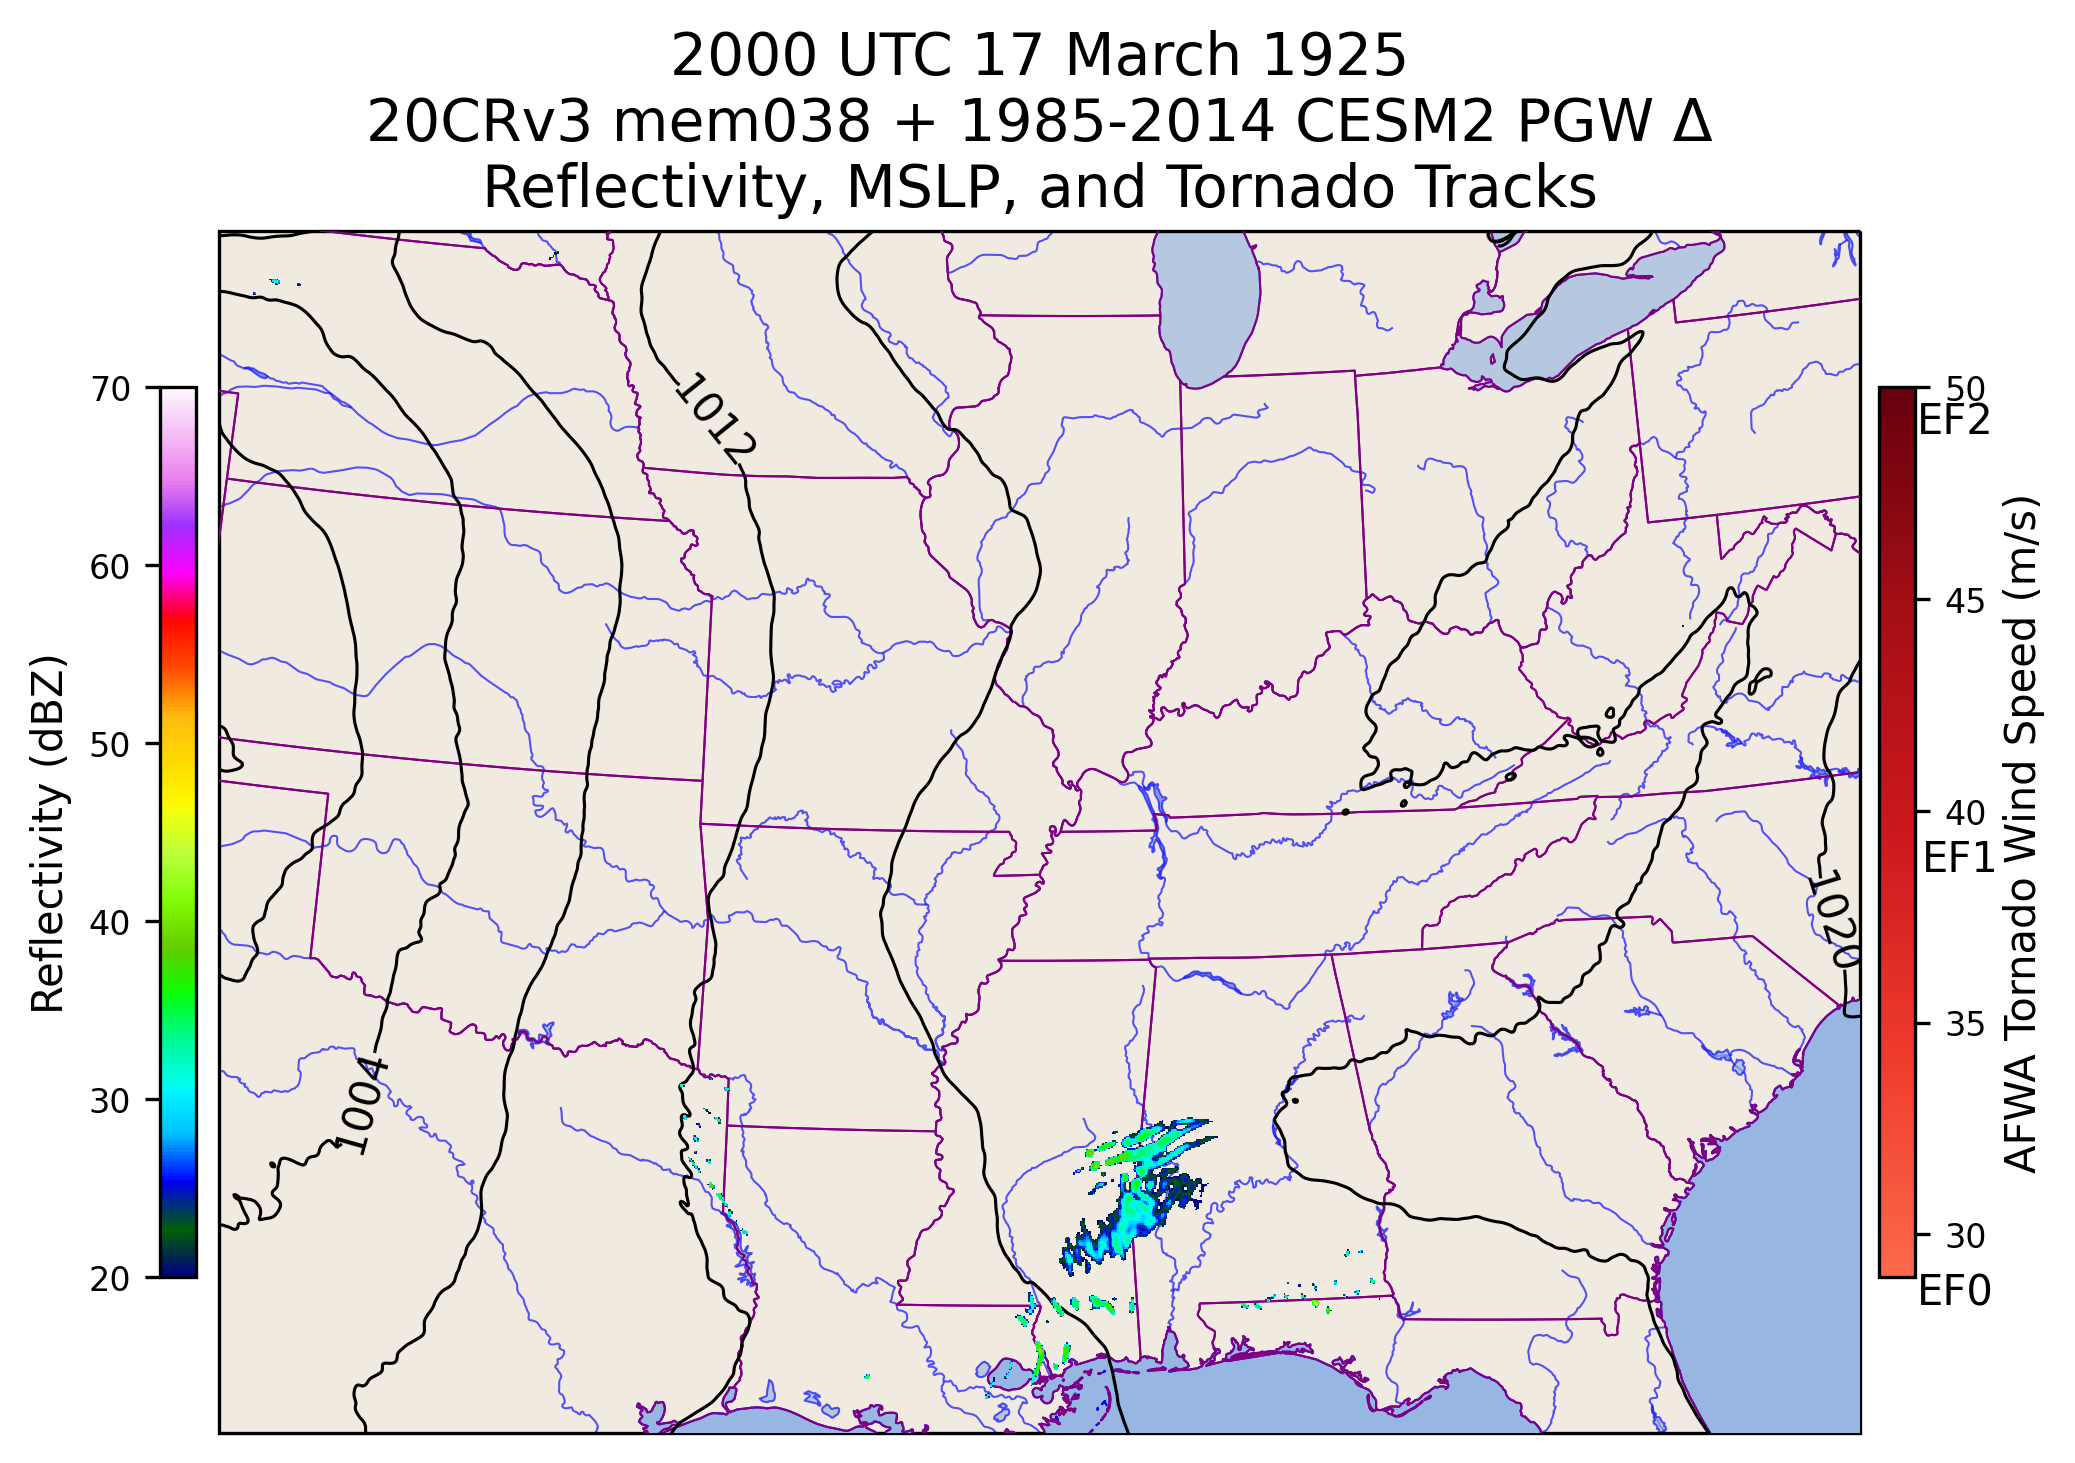 2000 UTC 17 March 1925
20CRv3 mem038 + 1985-2014 CESM2 PGW Δ
Reflectivity, MSLP, and Tornado Tracks
70
60
50
40
30
20
Reflectivity (dBZ)
1012
1004
1020
50
EF2
45
40
EF1
35
30
EF0
AFWA Tornado Wind Speed (m/s)